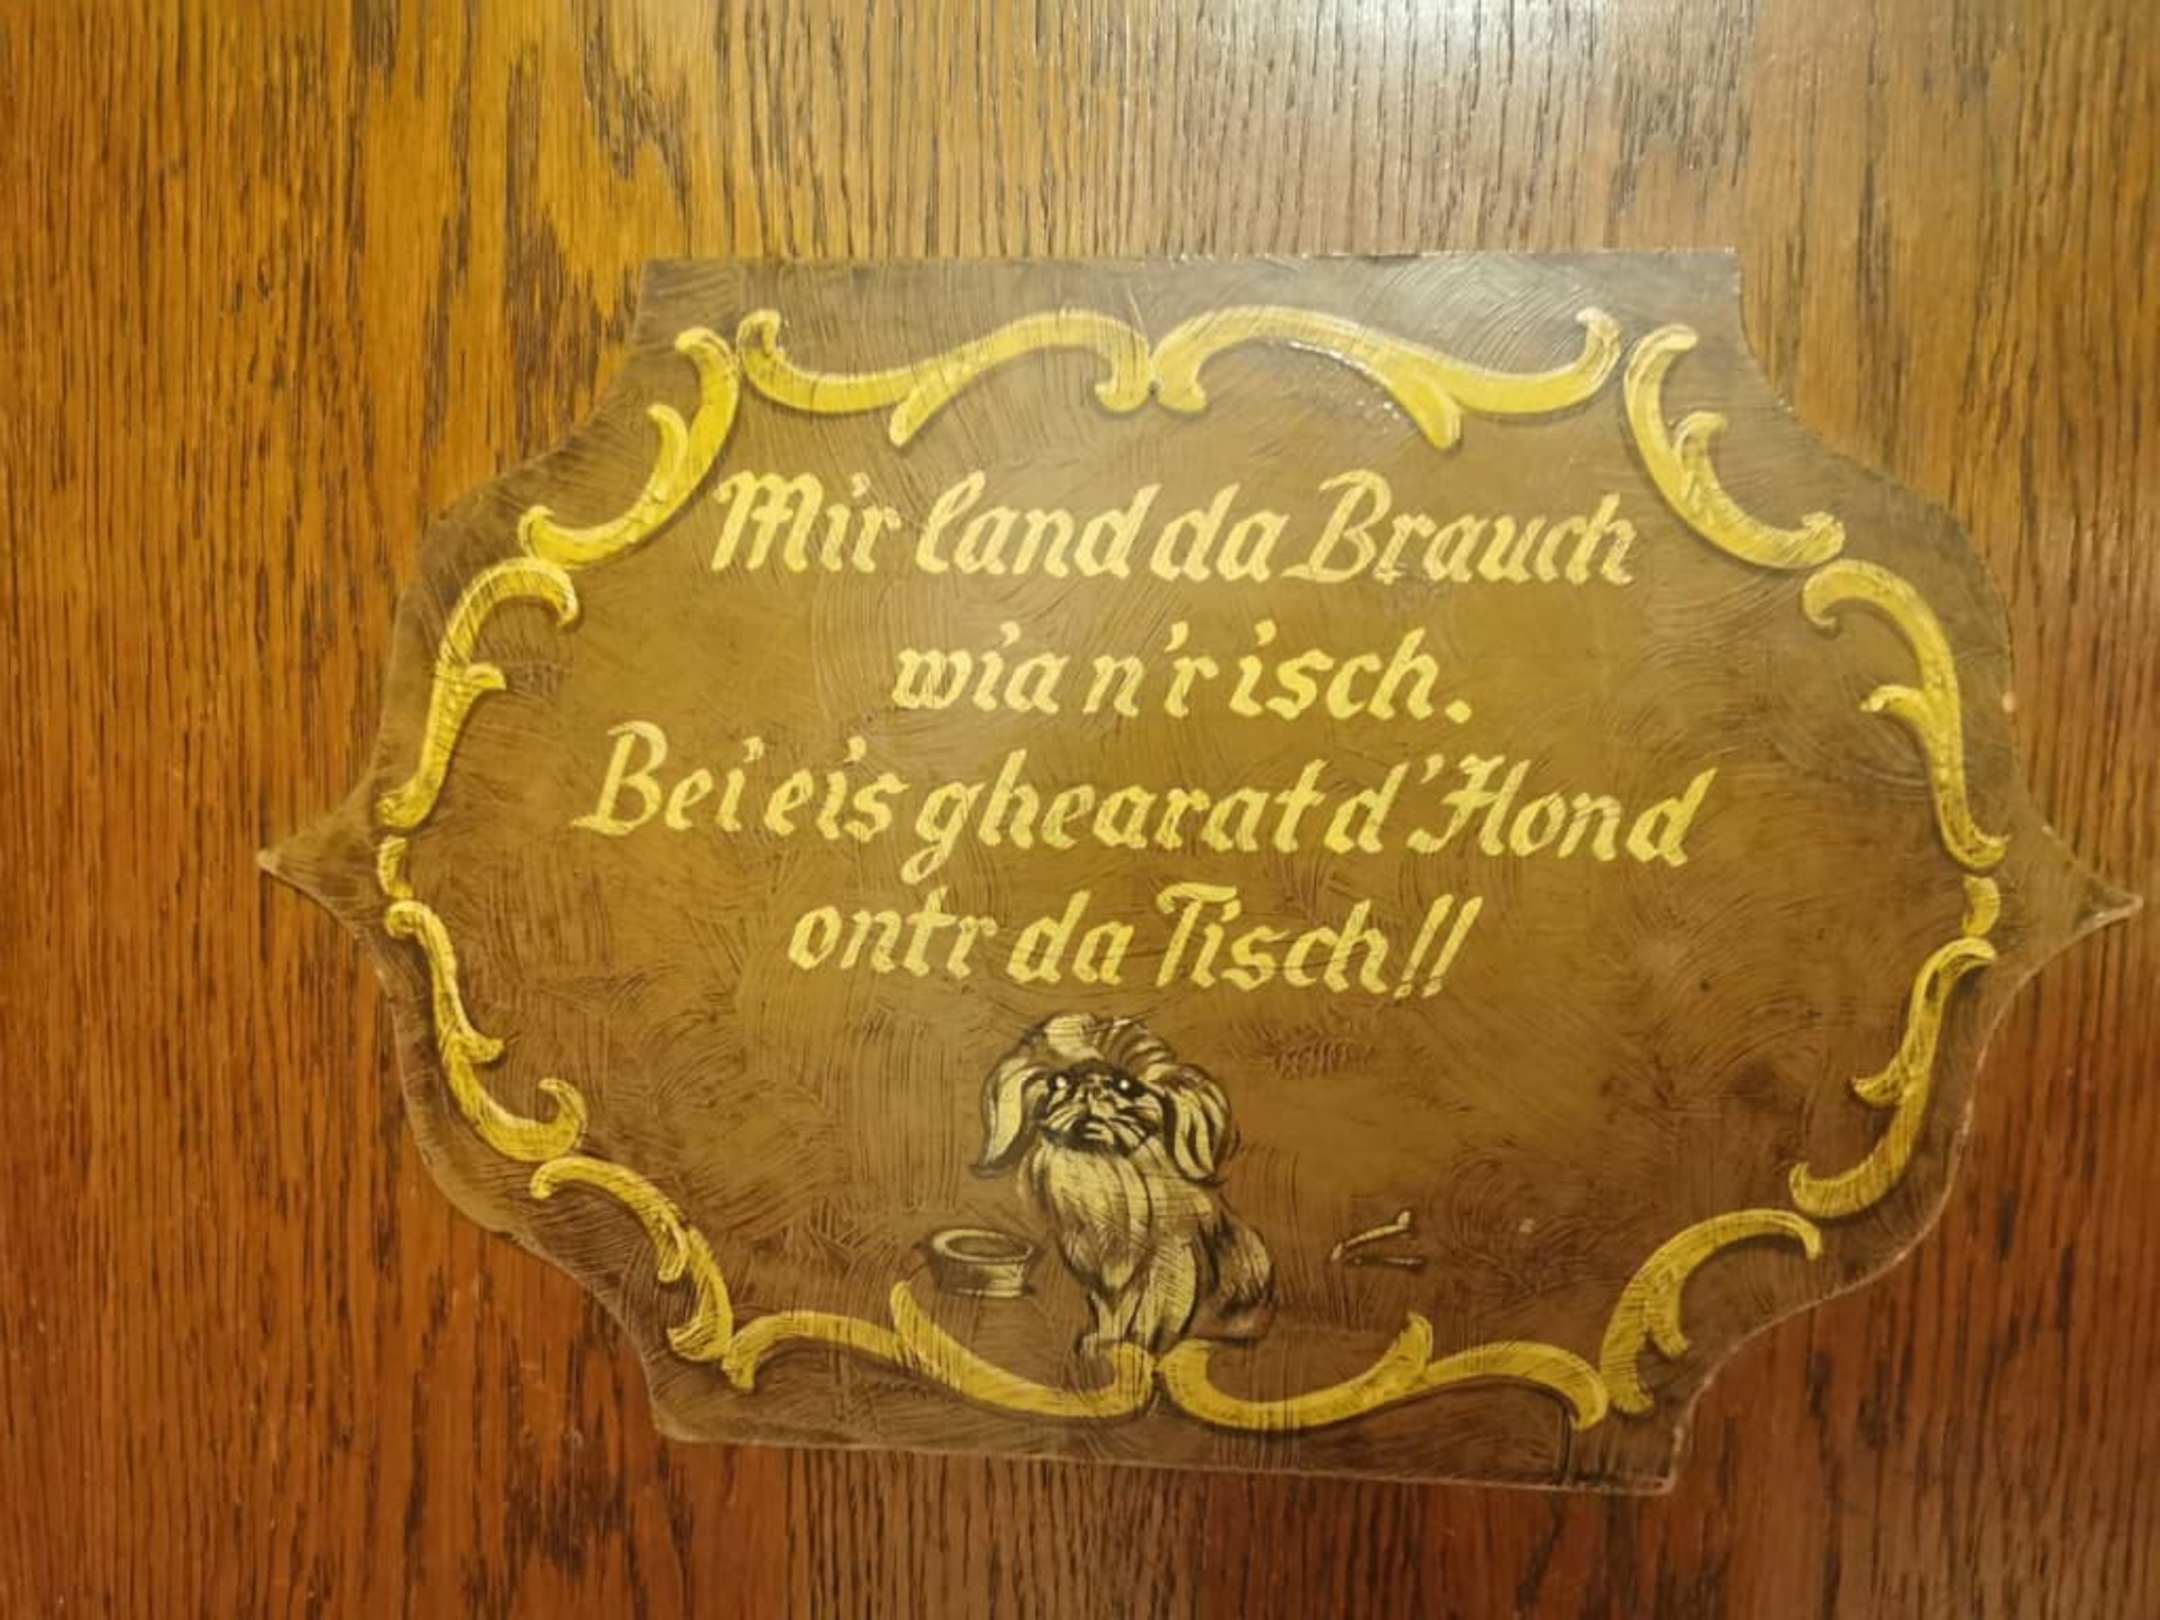 Mir land da Brauch
wia n'r isch.
Bei eis ghearat d'Hond
ontr da Tisch!!